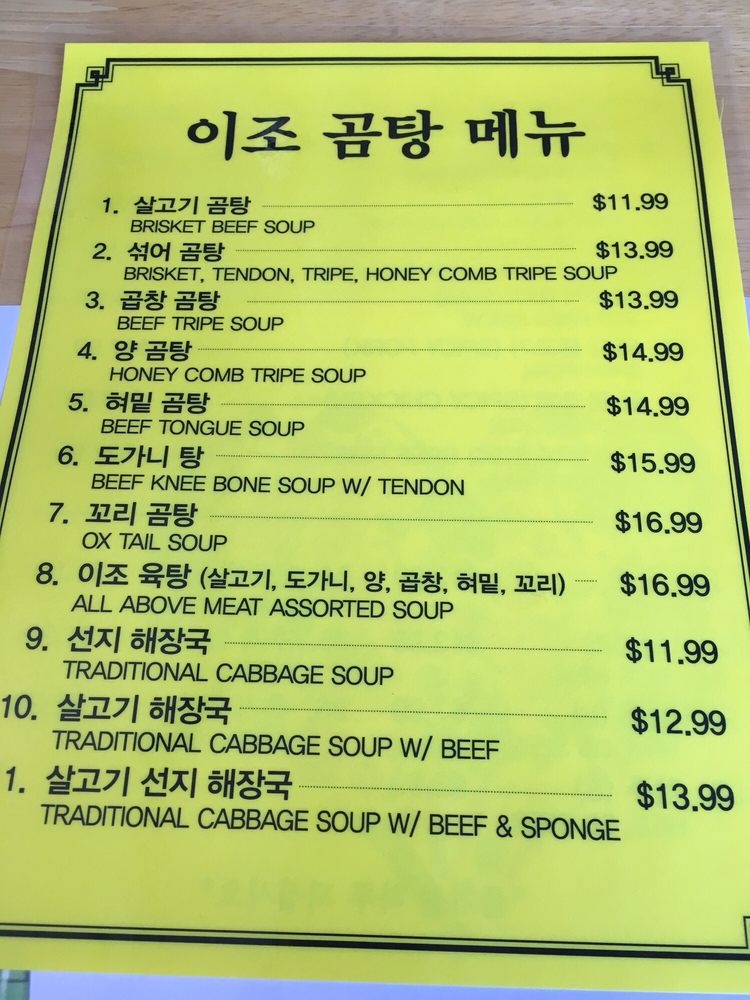 이조 곰탕 메뉴
1. 살고기 곰탕 $11.99
BRISKET BEEF SOUP
2. 섞어 곰탕 $13.99
BRISKET, TENDON, TRIPE, HONEY COMB TRIPE SOUP
3. 곱창 곰탕 $13.99
BEEF TRIPE SOUP
4. 양 곰탕 $14.99
HONEY COMB TRIPE SOUP
5. 혀밑 곰탕 $14.99
BEEF TONGUE SOUP
6. 도가니 탕 $15.99
BEEF KNEE BONE SOUP W/ TENDON
7. 꼬리 곰탕 $16.99
OX TAIL SOUP
8. 이조 육탕 (살고기, 도가니, 양, 곱창, 혀밑, 꼬리) $16.99
ALL ABOVE MEAT ASSORTED SOUP
9. 선지 해장국 $11.99
TRADITIONAL CABBAGE SOUP
10. 살고기 해장국 $12.99
TRADITIONAL CABBAGE SOUP W/ BEEF
1. 살고기 선지 해장국 $13.99
TRADITIONAL CABBAGE SOUP W/ BEEF & SPONGE